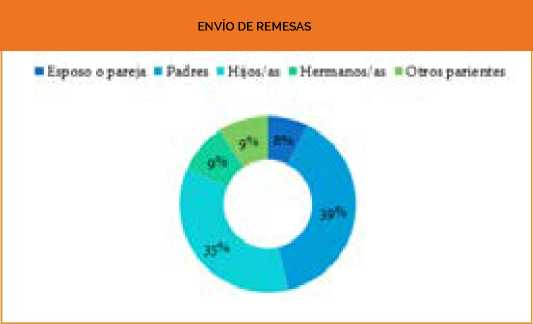 ENVÍO DE REMESAS
Esposo o pareja Padres Hijos/as Hermanos/as Otros parientes
9% 8%
9%
39%
35%